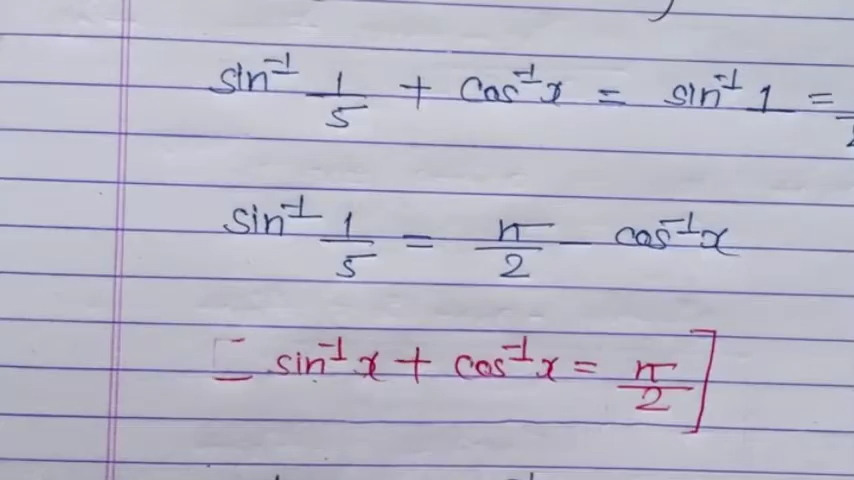 sin⁻¹ 1/5 + cos⁻¹x = sin⁻¹ 1 =
sin⁻¹ 1/5 = π/2 - cos⁻¹x
[ sin⁻¹x + cos⁻¹x = π/2 ]